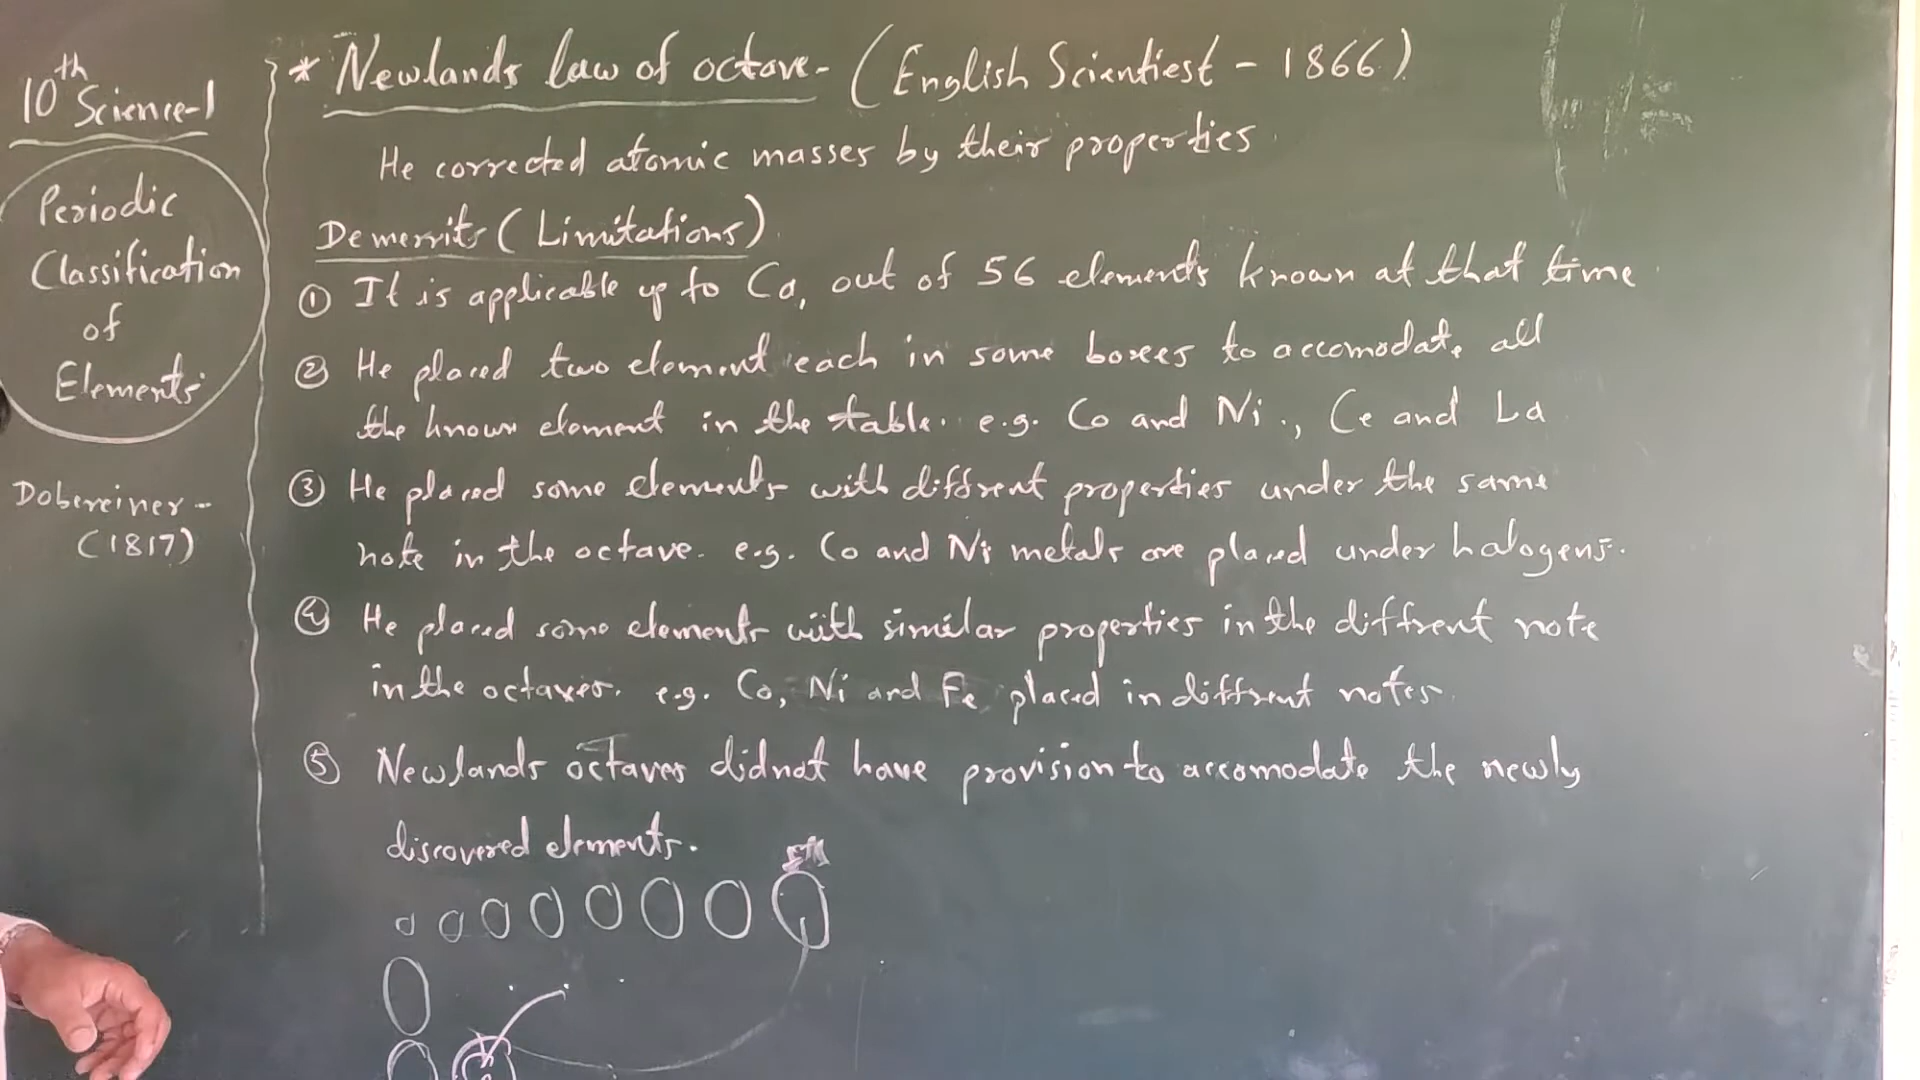 10th
Science-1
Periodic
Classification
of
Elements
Dobereiner -
(1817)
* Newlands law of octave - (English Scientiest - 1866)
He corrected atomic masses by their properties
Demerrits (Limitations)
① It is applicable up to Ca, out of 56 elements known at that time
② He placed two element each in some boxes to accomodate all
the known element in the table. e.g. Co and Ni., Ce and La
③ He placed some elements with diffrent properties under the same
note in the octave. e.g. Co and Ni metals are placed under halogens.
④ He placed some elements with similar properties in the diffrent note
in the octaves. e.g. Co, Ni and Fe placed in diffrent notes
⑤ Newlands octaves didnot have provision to accomodate the newly
discovered elements.